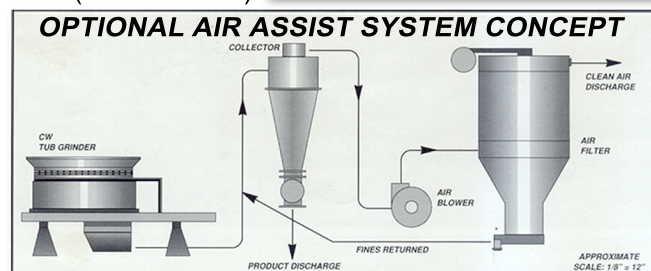 OPTIONAL AIR ASSIST SYSTEM CONCEPT
COLLECTOR
CLEAN AIR
DISCHARGE
CW
TUB GRINDER
AIR
FILTER
AIR
BLOWER
FINES RETURNED
PRODUCT DISCHARGE
APPROXIMATE
SCALE: 1/8" = 12"